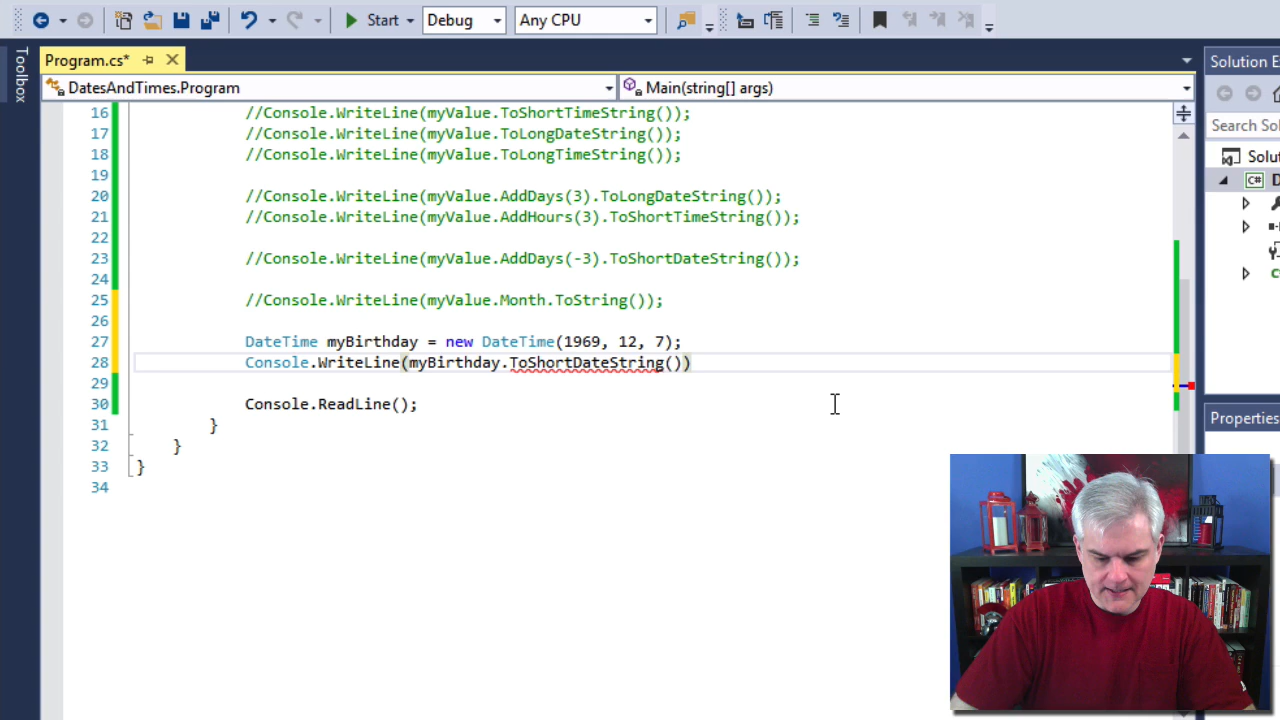 Start
Debug
Any CPU
Toolbox
Program.cs*
Solution E
DatesAndTimes.Program
Main(string[] args)
Search Sol
Solu
C# D
16 //Console.WriteLine(myValue.ToShortTimeString());
17 //Console.WriteLine(myValue.ToLongDateString());
18 //Console.WriteLine(myValue.ToLongTimeString());
19
20 //Console.WriteLine(myValue.AddDays(3).ToLongDateString());
21 //Console.WriteLine(myValue.AddHours(3).ToShortTimeString());
22
23 //Console.WriteLine(myValue.AddDays(-3).ToShortDateString());
24
25 //Console.WriteLine(myValue.Month.ToString());
26
27 DateTime myBirthday = new DateTime(1969, 12, 7);
28 Console.WriteLine(myBirthday.ToShortDateString())
29
30 Console.ReadLine();
31 }
32 }
33 }
34
Properties